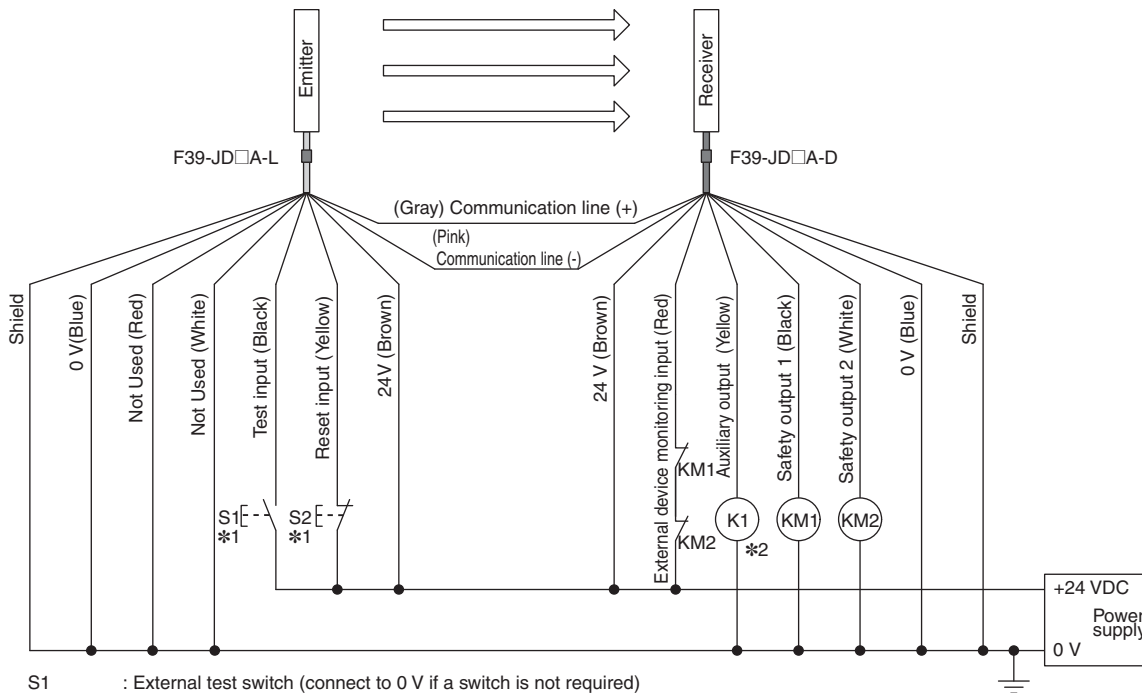 Emitter
Receiver
F39-JD□A-L
F39-JD□A-D
(Gray) Communication line (+)
(Pink)
Communication line (-)
Shield
0 V(Blue)
Not Used (Red)
Not Used (White)
Test input (Black)
Reset input (Yellow)
24V (Brown)
24 V (Brown)
External device monitoring input (Red)
Auxiliary output (Yellow)
Safety output 1 (Black)
Safety output 2 (White)
0 V (Blue)
Shield
KM1
S1
✱1
S2
✱1
KM2
K1
✱2
KM1
KM2
+24 VDC
Power
supply
0 V
S1 : External test switch (connect to 0 V if a switch is not required)